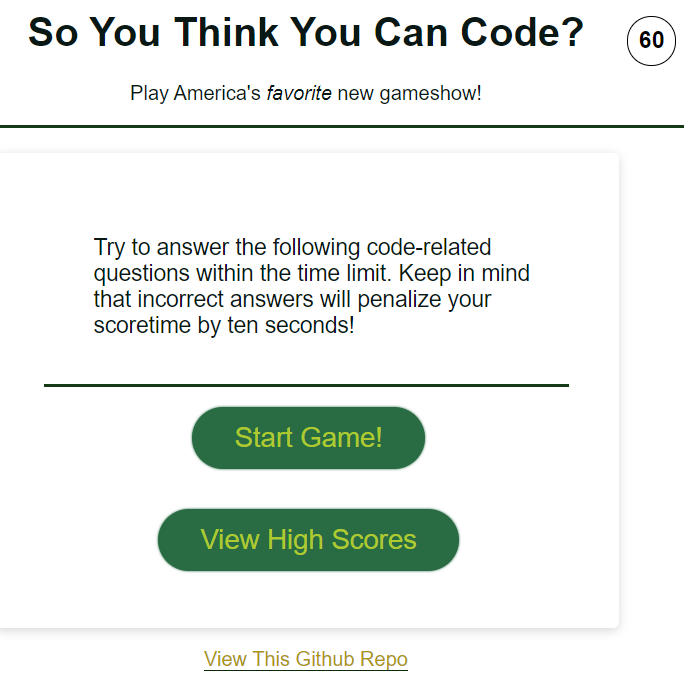 So You Think You Can Code?
60
Play America's favorite new gameshow!
Try to answer the following code-related
questions within the time limit. Keep in mind
that incorrect answers will penalize your
scoretime by ten seconds!
Start Game!
View High Scores
View This Github Repo